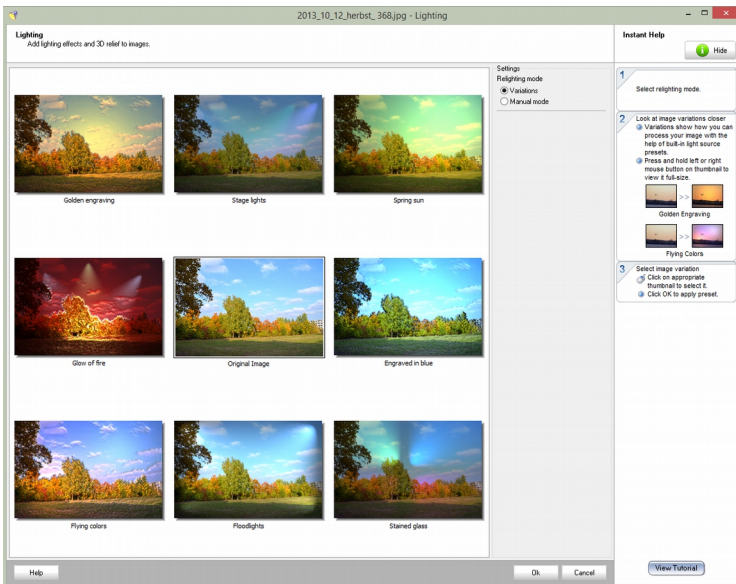 2013_10_12_herbst_ 368.jpg - Lighting
Lighting
Add lighting effects and 3D relief to images.
Golden engraving
Stage lights
Spring sun
Glow of fire
Original Image
Engraved in blue
Flying colors
Floodlights
Stained glass
Settings
Relighting mode
Variations
Manual mode
Instant Help
Hide
1
Select relighting mode.
2
Look at image variations closer
Variations show how you can
process your image with the
help of built-in light source
presets.
Press and hold left or right
mouse button on thumbnail to
view it full-size.
>>
Golden Engraving
>>
Flying Colors
3
Select image variation
Click on appropriate
thumbnail to select it.
Click OK to apply preset.
Help
Ok
Cancel
View Tutorial